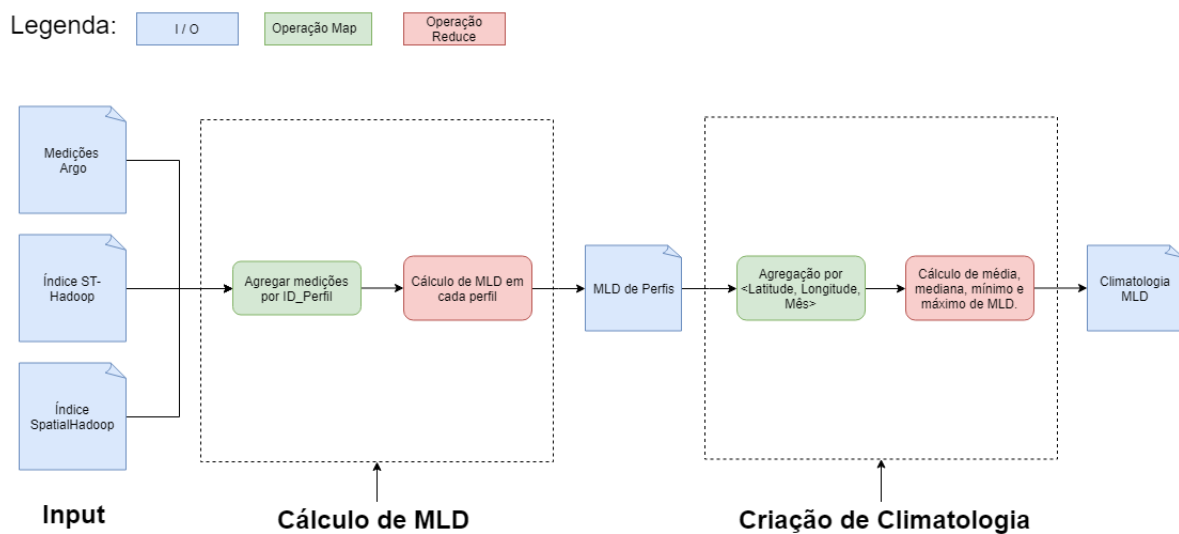 Legenda:
I / O
Operação Map
Operação
Reduce
Medições
Argo
Índice ST-
Hadoop
Índice
SpatialHadoop
Agregar medições
por ID_Perfil
Cálculo de MLD em
cada perfil
MLD de Perfis
Agregação por
<Latitude, Longitude,
Mês>
Cálculo de média,
mediana, mínimo e
máximo de MLD.
Climatologia
MLD
Input
Cálculo de MLD
Criação de Climatologia